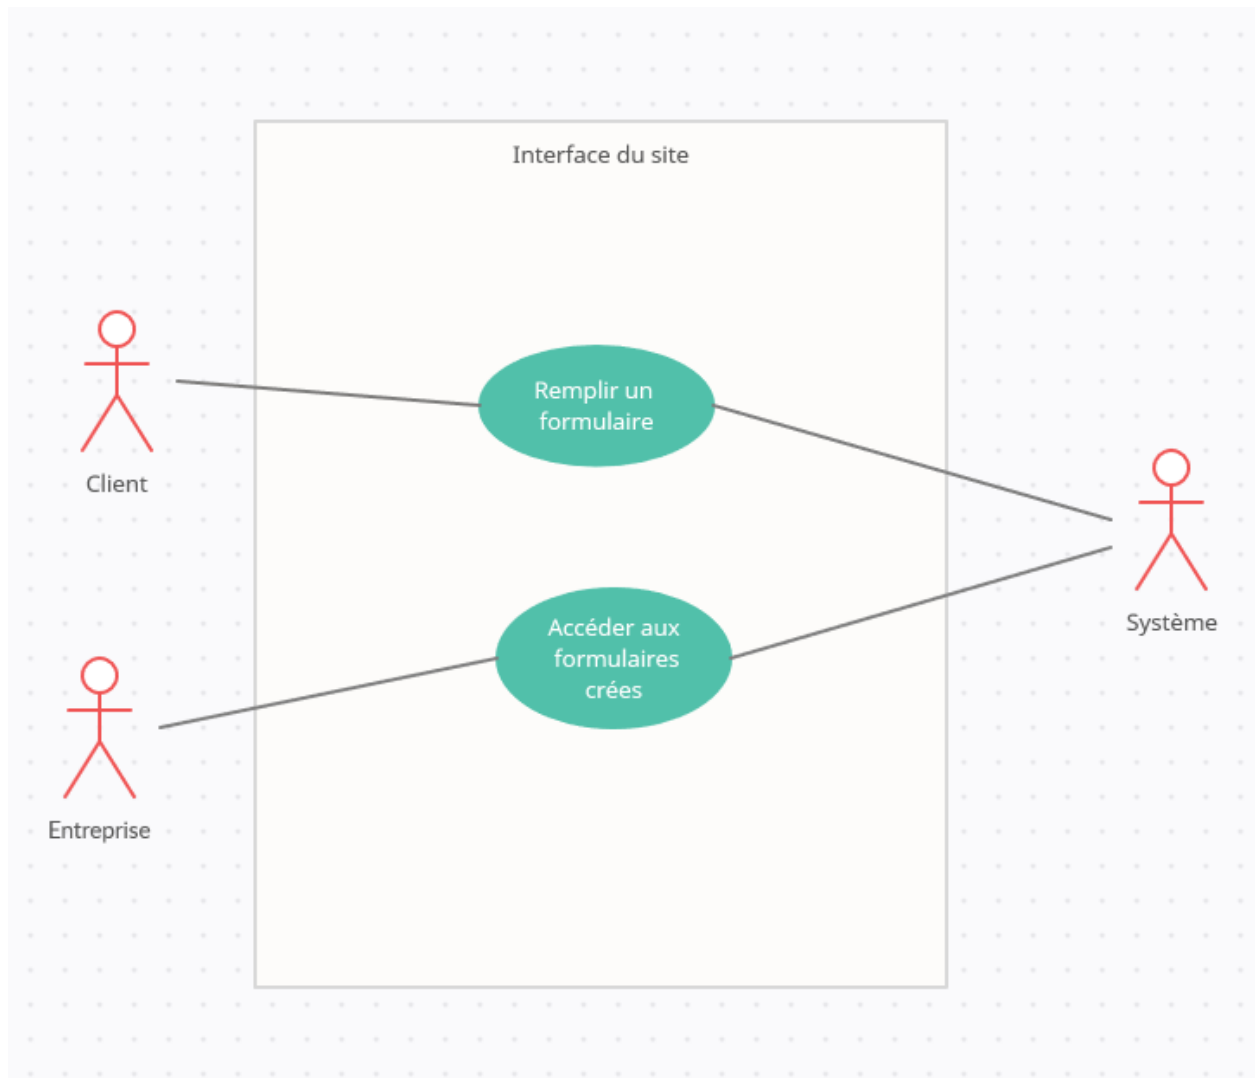 Interface du site
Remplir un
formulaire
Client
Système
Accéder aux
formulaires
crées
Entreprise